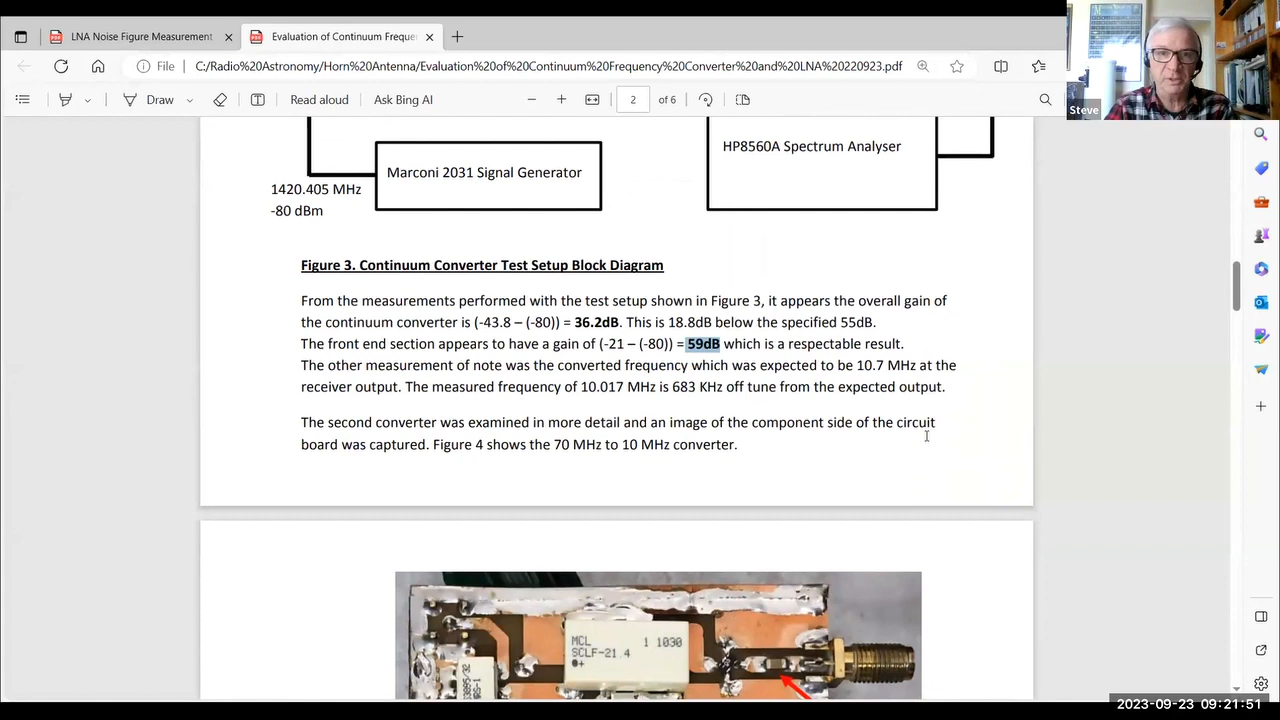 LNA Noise Figure Measurement
Evaluation of Continuum Freque
File
C:/Radio%20Astronomy/Horn%20Antenna/Evaluation%20of%20Continuum%20Frequency%20Converter%20and%20LNA%20220923.pdf
Draw
Read aloud
Ask Bing AI
2
of 6
Steve
HP8560A Spectrum Analyser
Marconi 2031 Signal Generator
1420.405 MHz
-80 dBm
Figure 3. Continuum Converter Test Setup Block Diagram
From the measurements performed with the test setup shown in Figure 3, it appears the overall gain of
the continuum converter is (-43.8 – (-80)) = 36.2dB. This is 18.8dB below the specified 55dB.
The front end section appears to have a gain of (-21 – (-80)) = 59dB which is a respectable result.
The other measurement of note was the converted frequency which was expected to be 10.7 MHz at the
receiver output. The measured frequency of 10.017 MHz is 683 KHz off tune from the expected output.
The second converter was examined in more detail and an image of the component side of the circuit
board was captured. Figure 4 shows the 70 MHz to 10 MHz converter.
MCL 1 1030
SCLF-21.4
2023-09-23 09:21:51